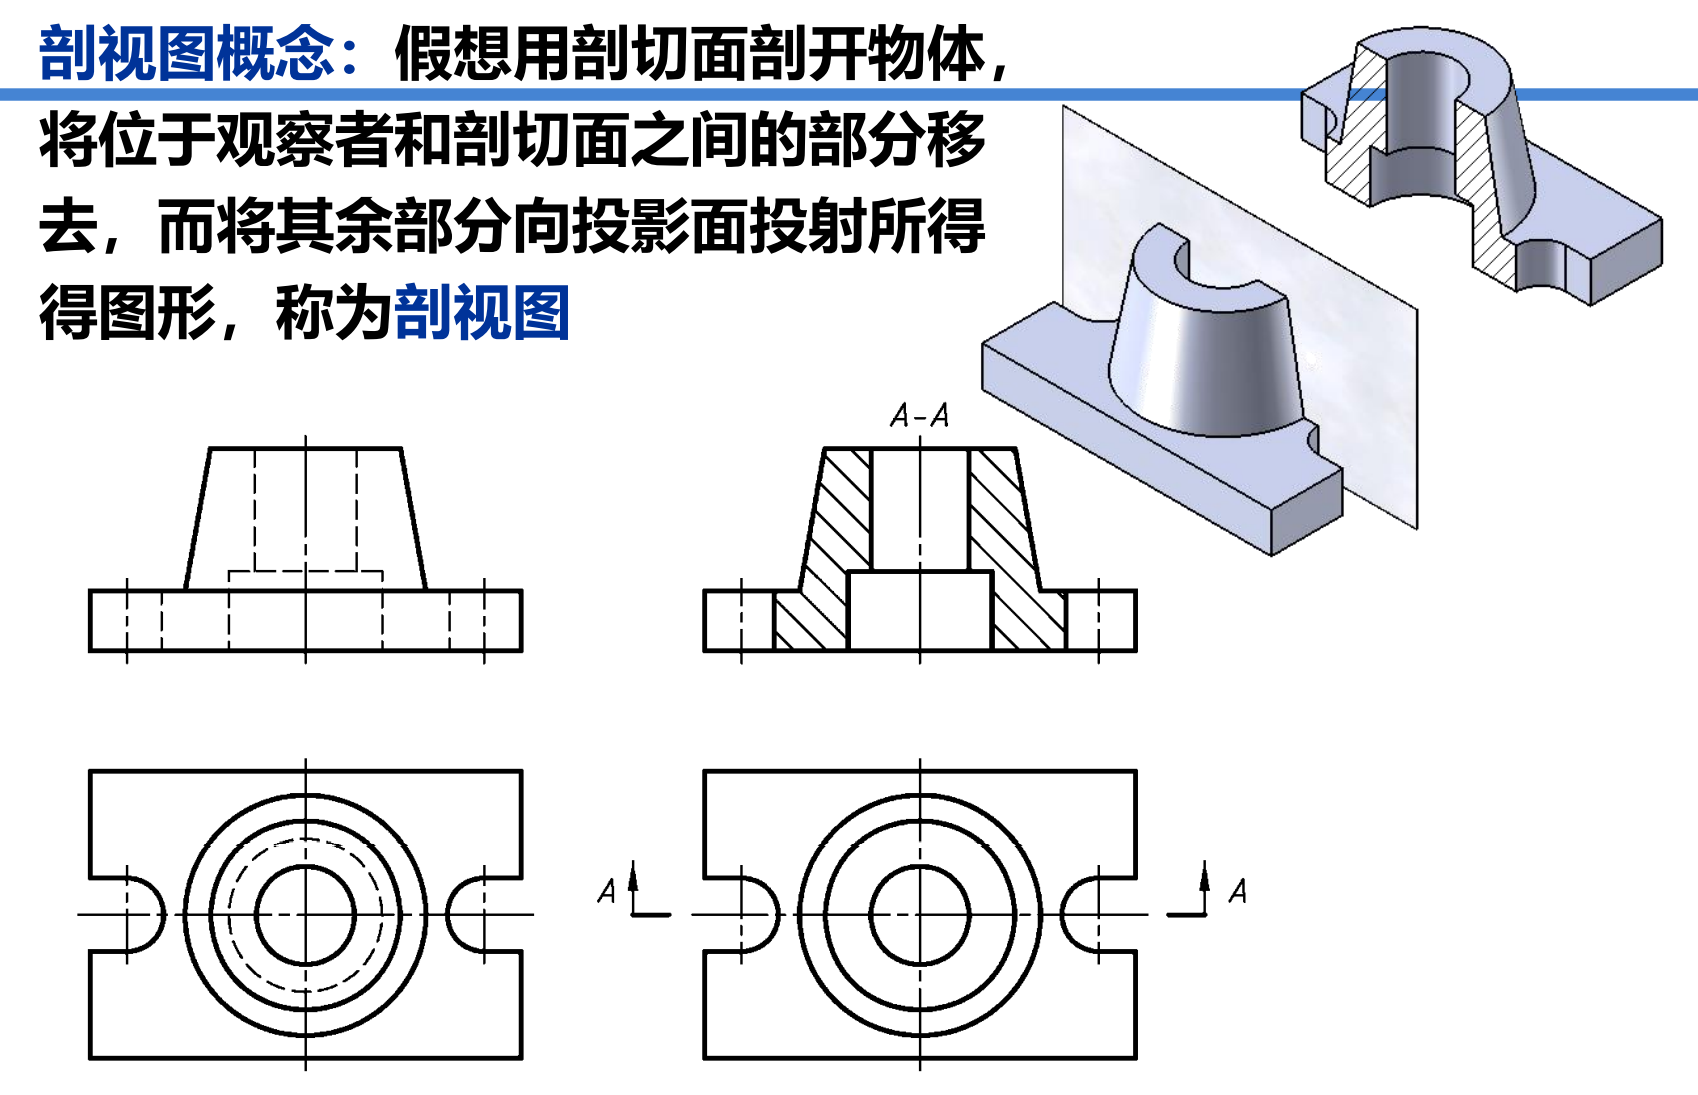 剖视图概念：假想用剖切面剖开物体，
将位于观察者和剖切面之间的部分移
去，而将其余部分向投影面投射所得
得图形，称为剖视图
A-A
A
A